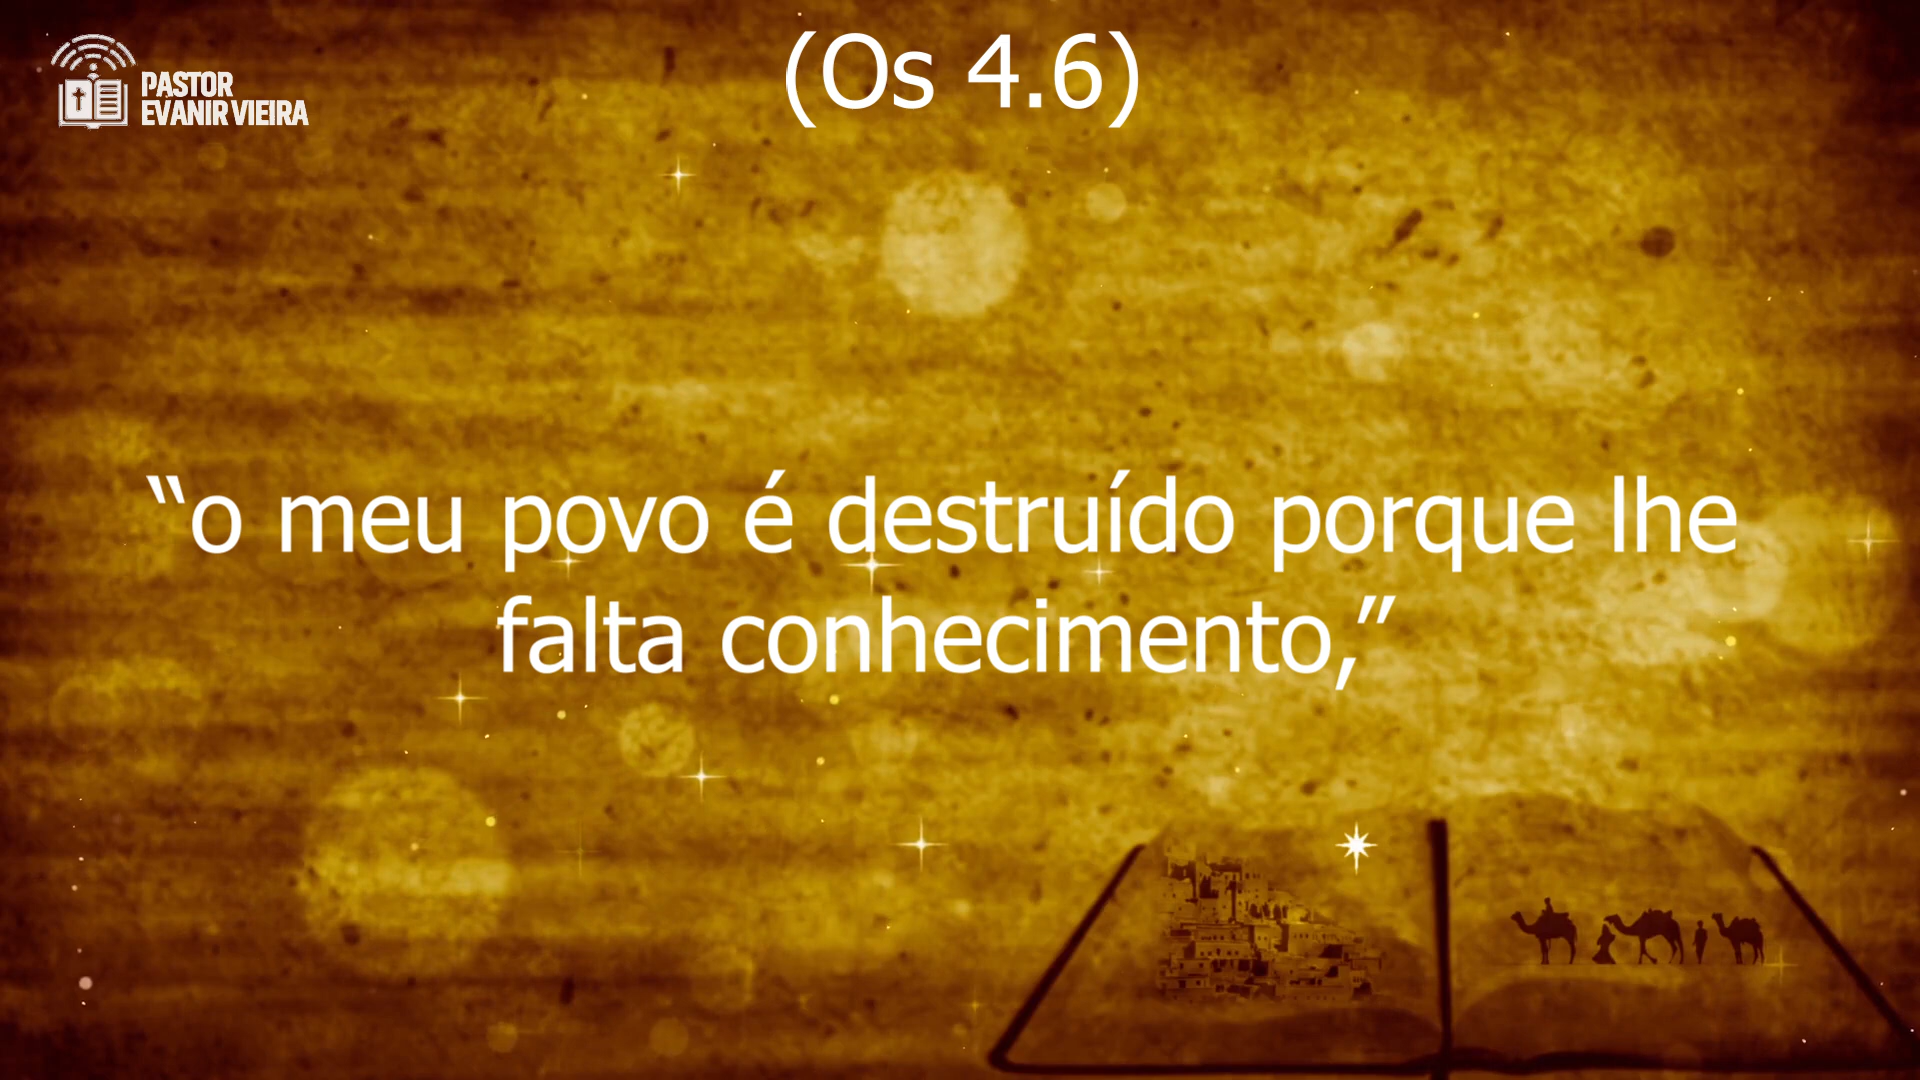 PASTOR
EVANIR VIEIRA
(Os 4.6)
“o meu povo é destruído porque lhe
falta conhecimento,”